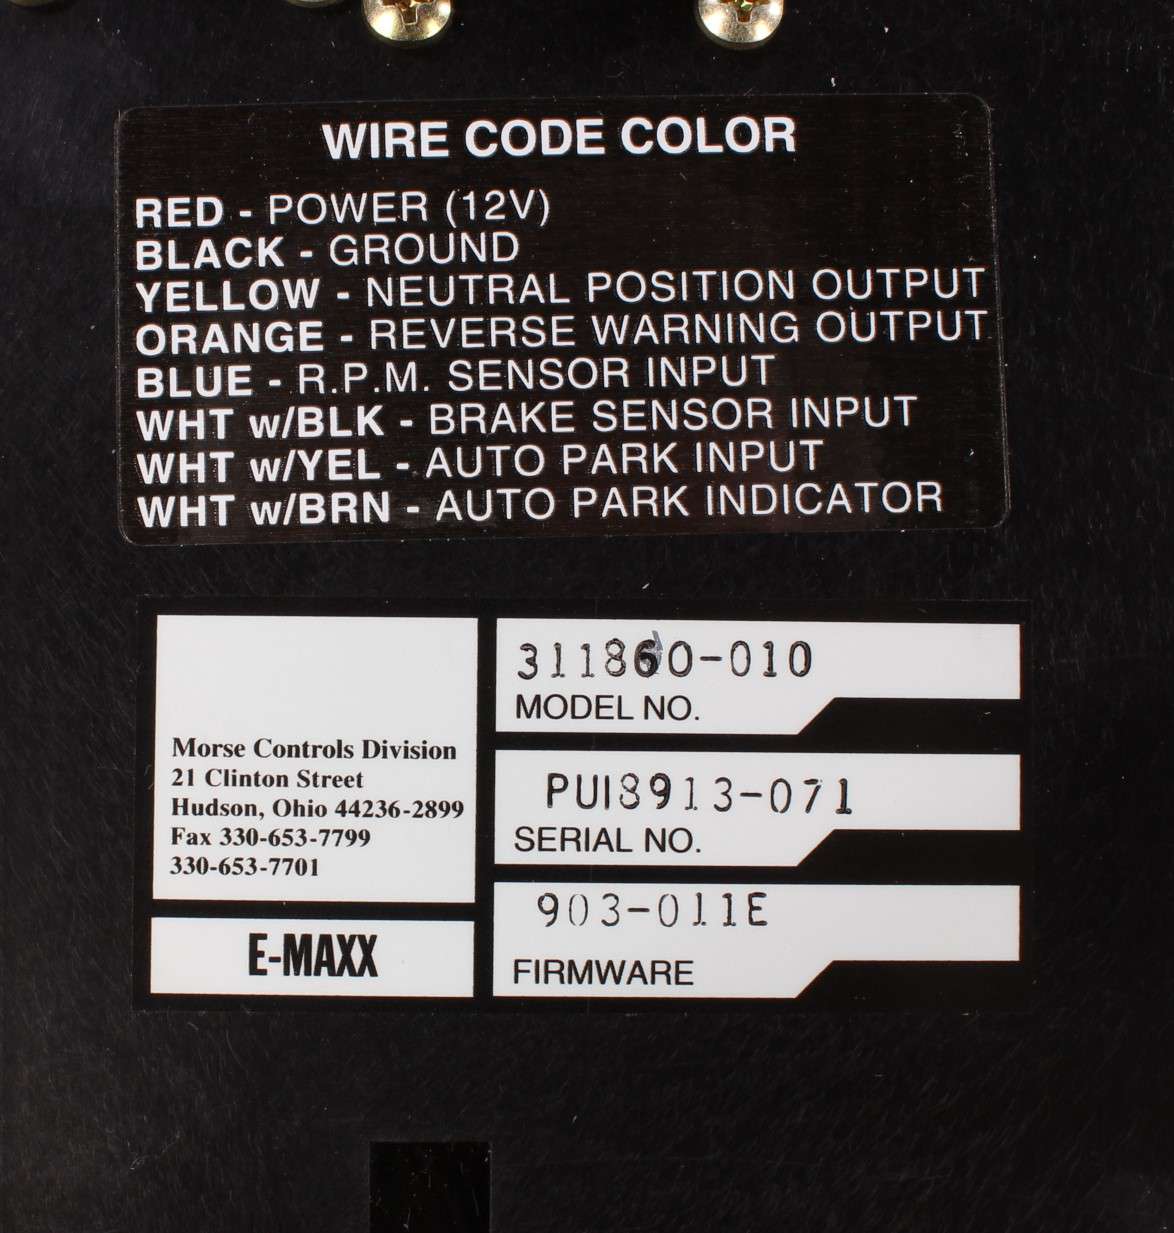 WIRE CODE COLOR
RED - POWER (12V)
BLACK - GROUND
YELLOW - NEUTRAL POSITION OUTPUT
ORANGE - REVERSE WARNING OUTPUT
BLUE - R.P.M. SENSOR INPUT
WHT w/BLK - BRAKE SENSOR INPUT
WHT w/YEL - AUTO PARK INPUT
WHT w/BRN - AUTO PARK INDICATOR
Morse Controls Division
21 Clinton Street
Hudson, Ohio 44236-2899
Fax 330-653-7799
330-653-7701
E-MAXX
311860-010
MODEL NO.
PUI8913-071
SERIAL NO.
903-011E
FIRMWARE